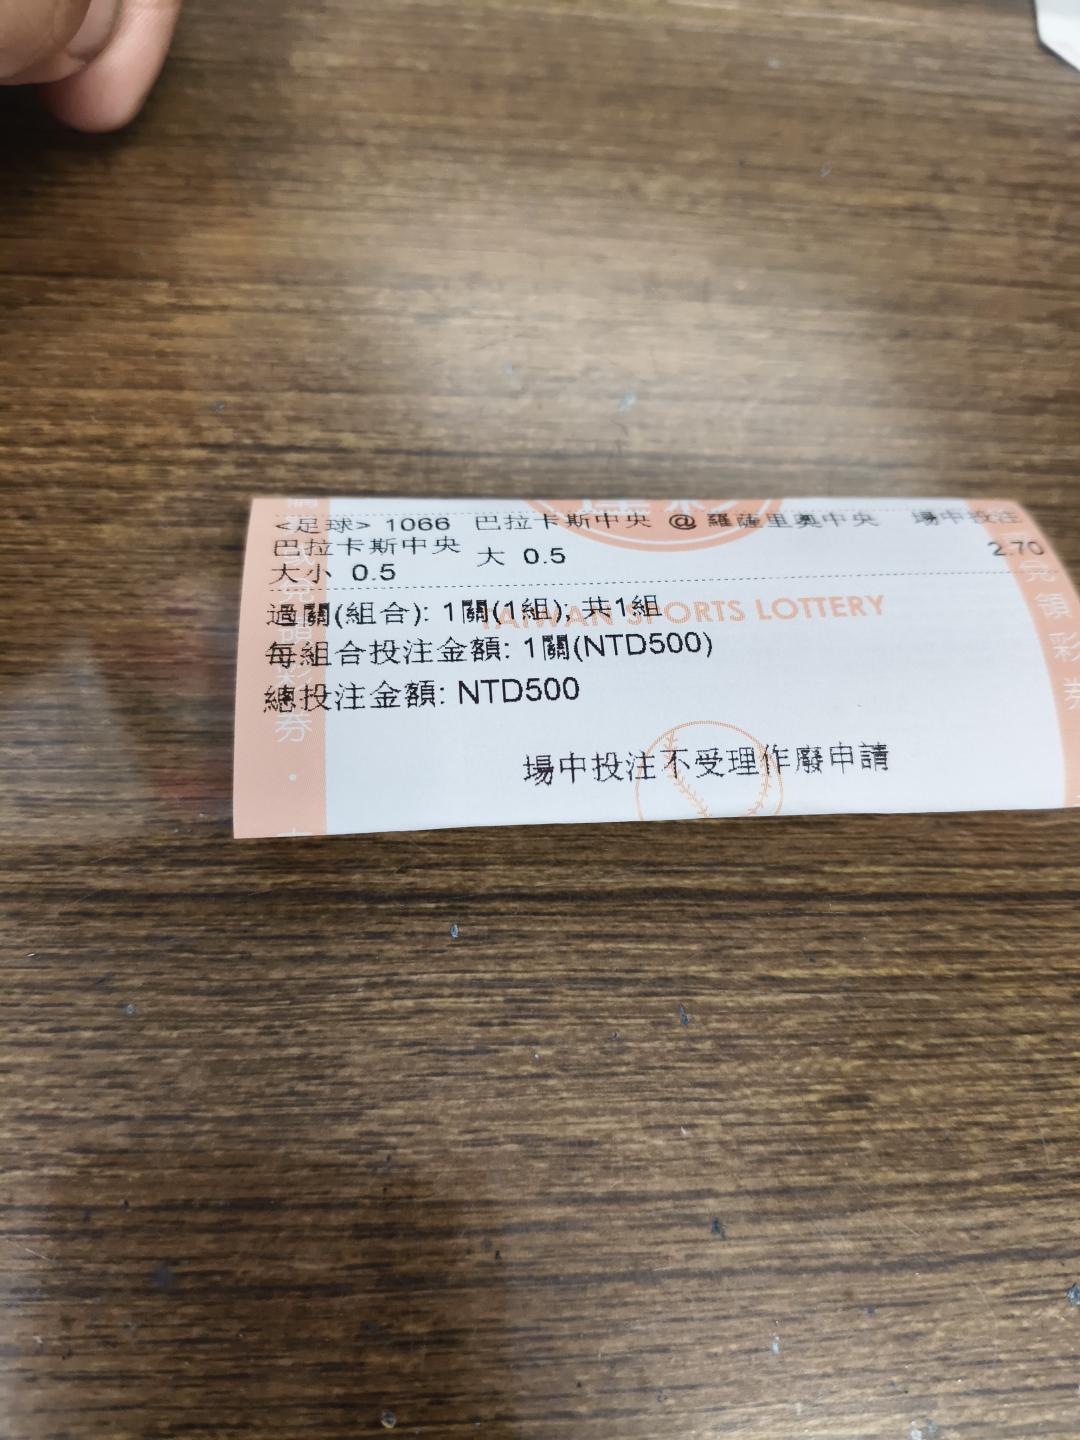 <足球> 1066 巴拉卡斯中央 @ 羅薩里奧中央 場中投注
巴拉卡斯中央 大 0.5 2.70
大小 0.5
過關(組合): 1關(1組); 共1組
TAIWAN SPORTS LOTTERY
每組合投注金額: 1關(NTD500)
總投注金額: NTD500
場中投注不受理作廢申請
兌領彩券
券